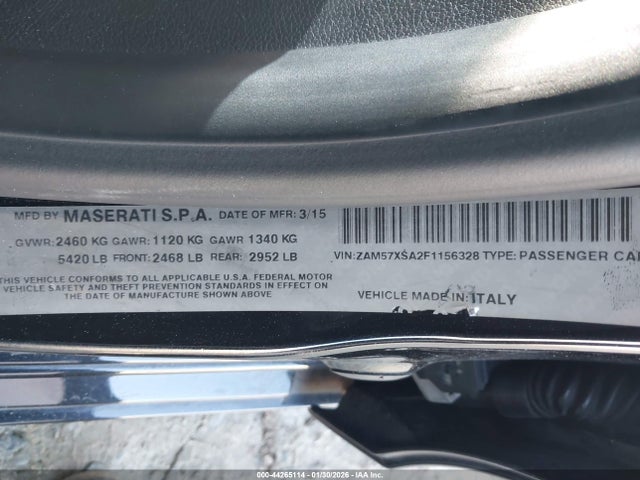 MFD BY MASERATI S.P.A. DATE OF MFR: 3/15
GVWR: 2460 KG GAWR: 1120 KG GAWR 1340 KG
5420 LB FRONT: 2468 LB REAR: 2952 LB
THIS VEHICLE CONFORMS TO ALL APPLICABLE U.S.A. FEDERAL MOTOR
VEHICLE SAFETY AND THEFT PREVENTION STANDARDS IN EFFECT ON
THE DATE OF MANUFACTURE SHOWN ABOVE
VIN: ZAM57XSA2F1156328 TYPE: PASSENGER CAR
VEHICLE MADE IN: ITALY
000-44265114 - 01/30/2026 - IAA Inc.